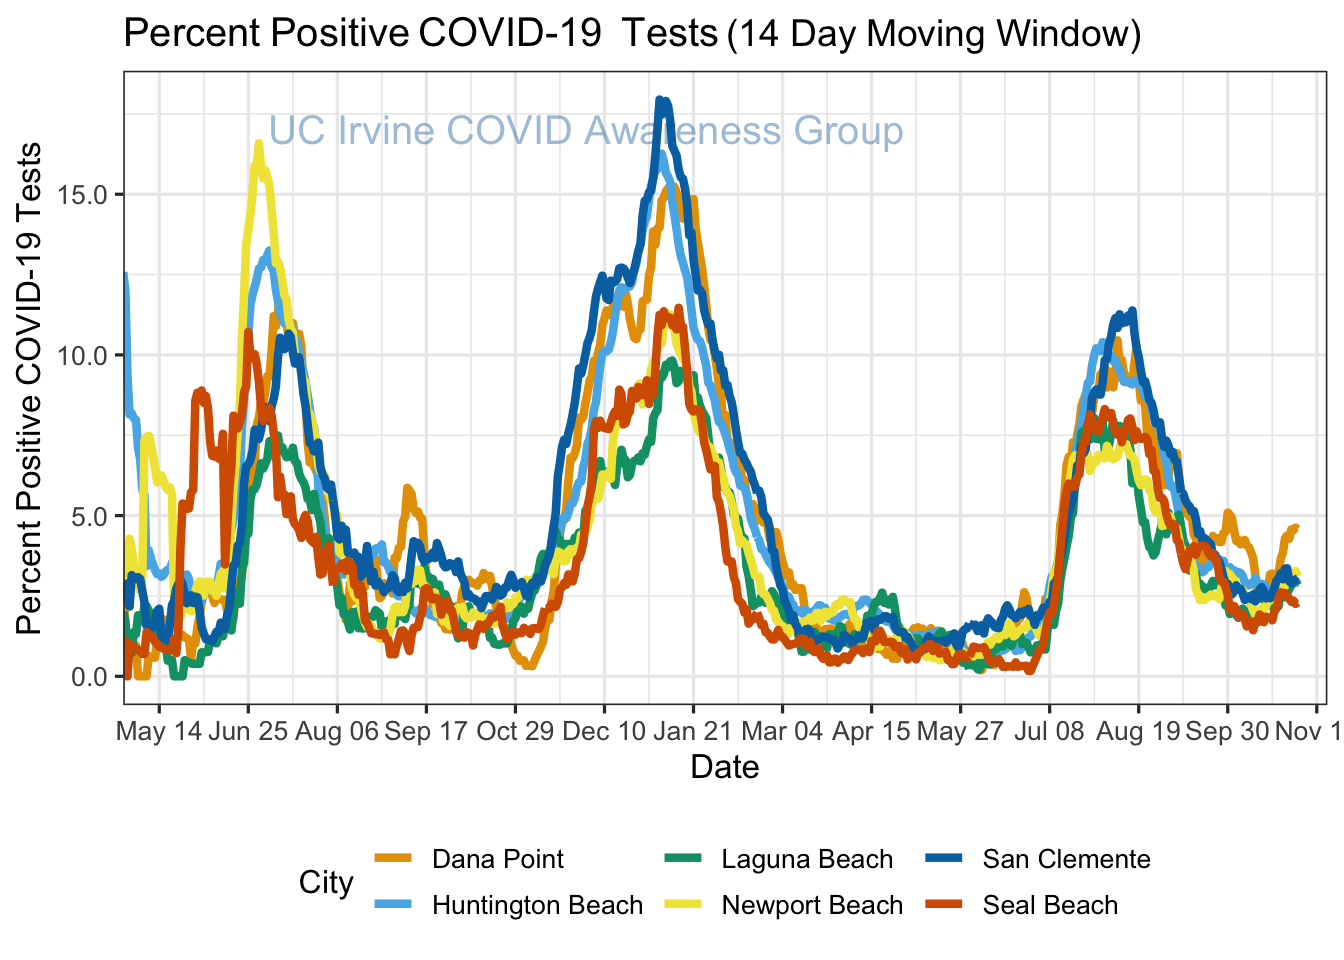 Percent Positive COVID-19 Tests (14 Day Moving Window)
UC Irvine COVID Awareness Group
Percent Positive COVID-19 Tests
15.0
10.0
5.0
0.0
May 14 Jun 25 Aug 06 Sep 17 Oct 29 Dec 10 Jan 21 Mar 04 Apr 15 May 27 Jul 08 Aug 19 Sep 30 Nov 1
Date
City
Dana Point Laguna Beach San Clemente
Huntington Beach Newport Beach Seal Beach